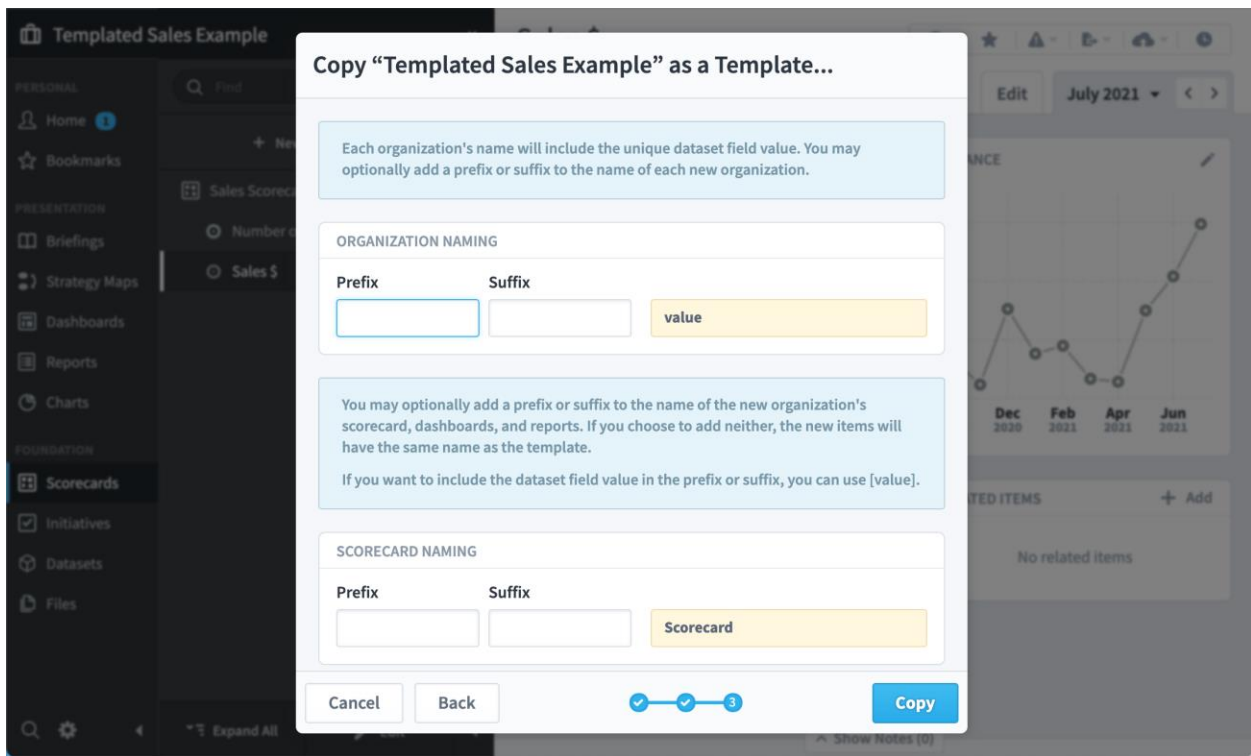 Templated Sales Example
PERSONAL
Home 1
Bookmarks
PRESENTATION
Briefings
Strategy Maps
Dashboards
Reports
Charts
FOUNDATION
Scorecards
Initiatives
Datasets
Files
Find
+ New
Sales
Sales $
Expand All
Copy “Templated Sales Example” as a Template...
Each organization's name will include the unique dataset field value. You may
optionally add a prefix or suffix to the name of each new organization.
ORGANIZATION NAMING
Prefix Suffix
value
You may optionally add a prefix or suffix to the name of the new organization's
scorecard, dashboards, and reports. If you choose to add neither, the new items will
have the same name as the template.
If you want to include the dataset field value in the prefix or suffix, you can use [value].
SCORECARD NAMING
Prefix Suffix
Scorecard
Cancel Back 3 Copy
Edit July 2021
Dec Feb Apr Jun
2020 2021 2021 2021
+ Add
No related items
Show Notes (0)